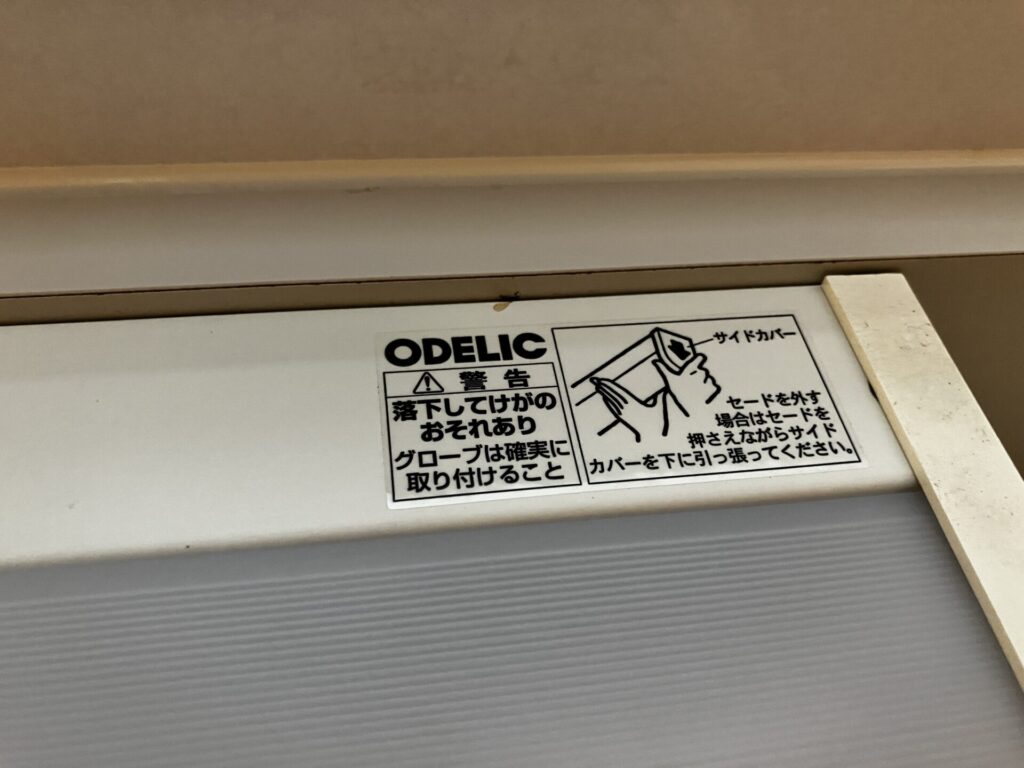 ODELIC
⚠ 警告
落下してけがの
おそれあり
グローブは確実に
取り付けること
サイドカバー
セードを外す
場合はセードを
押さえながらサイド
カバーを下に引っ張ってください。